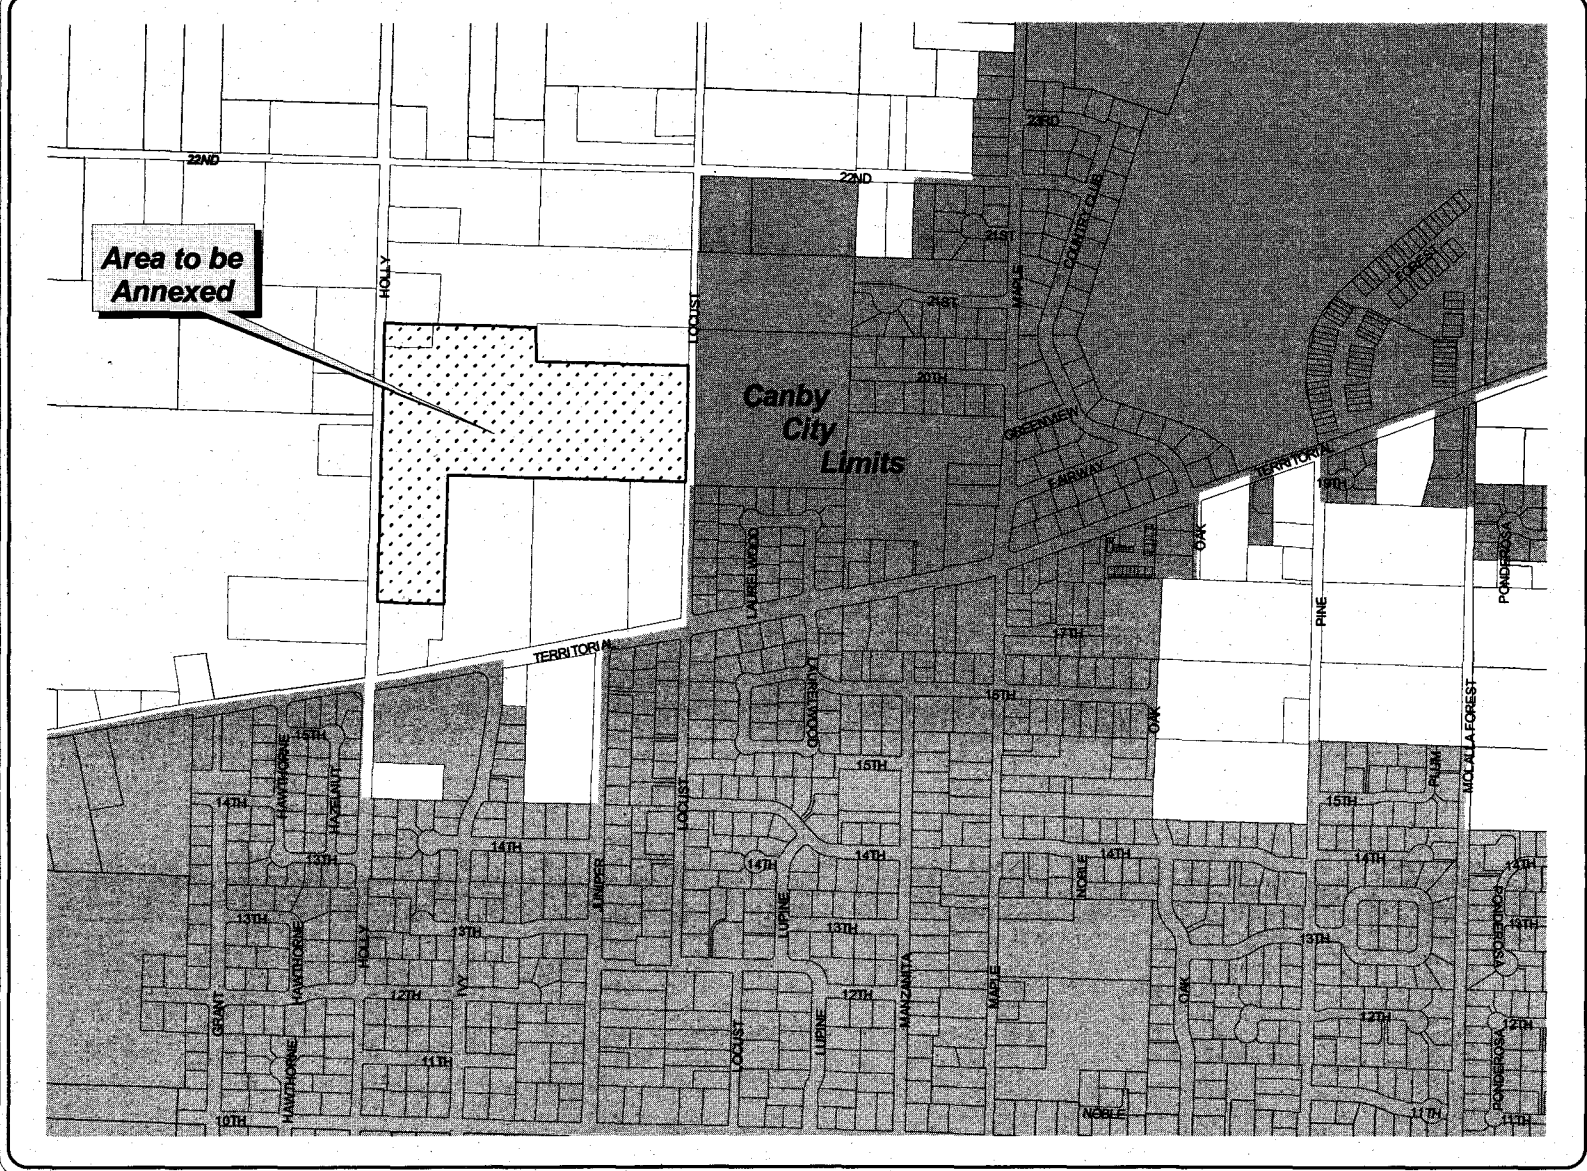 23RD
22ND
22ND
COUNTRY CLUB
21ST
Area to be
Annexed
HOLLY
MAPLE
FOREST
21ST
LOCUST
20TH
Canby
City
Limits
GREENVIEW
FAIRWAY
TERRITORIAL
19TH
OAK
PONDEROSA
LAURELWOOD
PINE
17TH
TERRITORIAL
LAURELWOOD
16TH
OAK
MOLALLA FOREST
15TH
HAWTHORNE
HAZELNUT
15TH
PLUM
14TH
LOCUST
15TH
13TH
14TH
JUNIPER
14TH
14TH
14TH
NOBLE
14TH
14TH
PONDEROSA
13TH
HAWTHORNE
HOLLY
13TH
LUPINE
13TH
13TH
13TH
IVY
12TH
GRANT
12TH
MANZANITA
MAPLE
OAK
12TH
12TH
LOCUST
LUPINE
11TH
HAWTHORNE
PONDEROSA
10TH
NOBLE
11TH
11TH